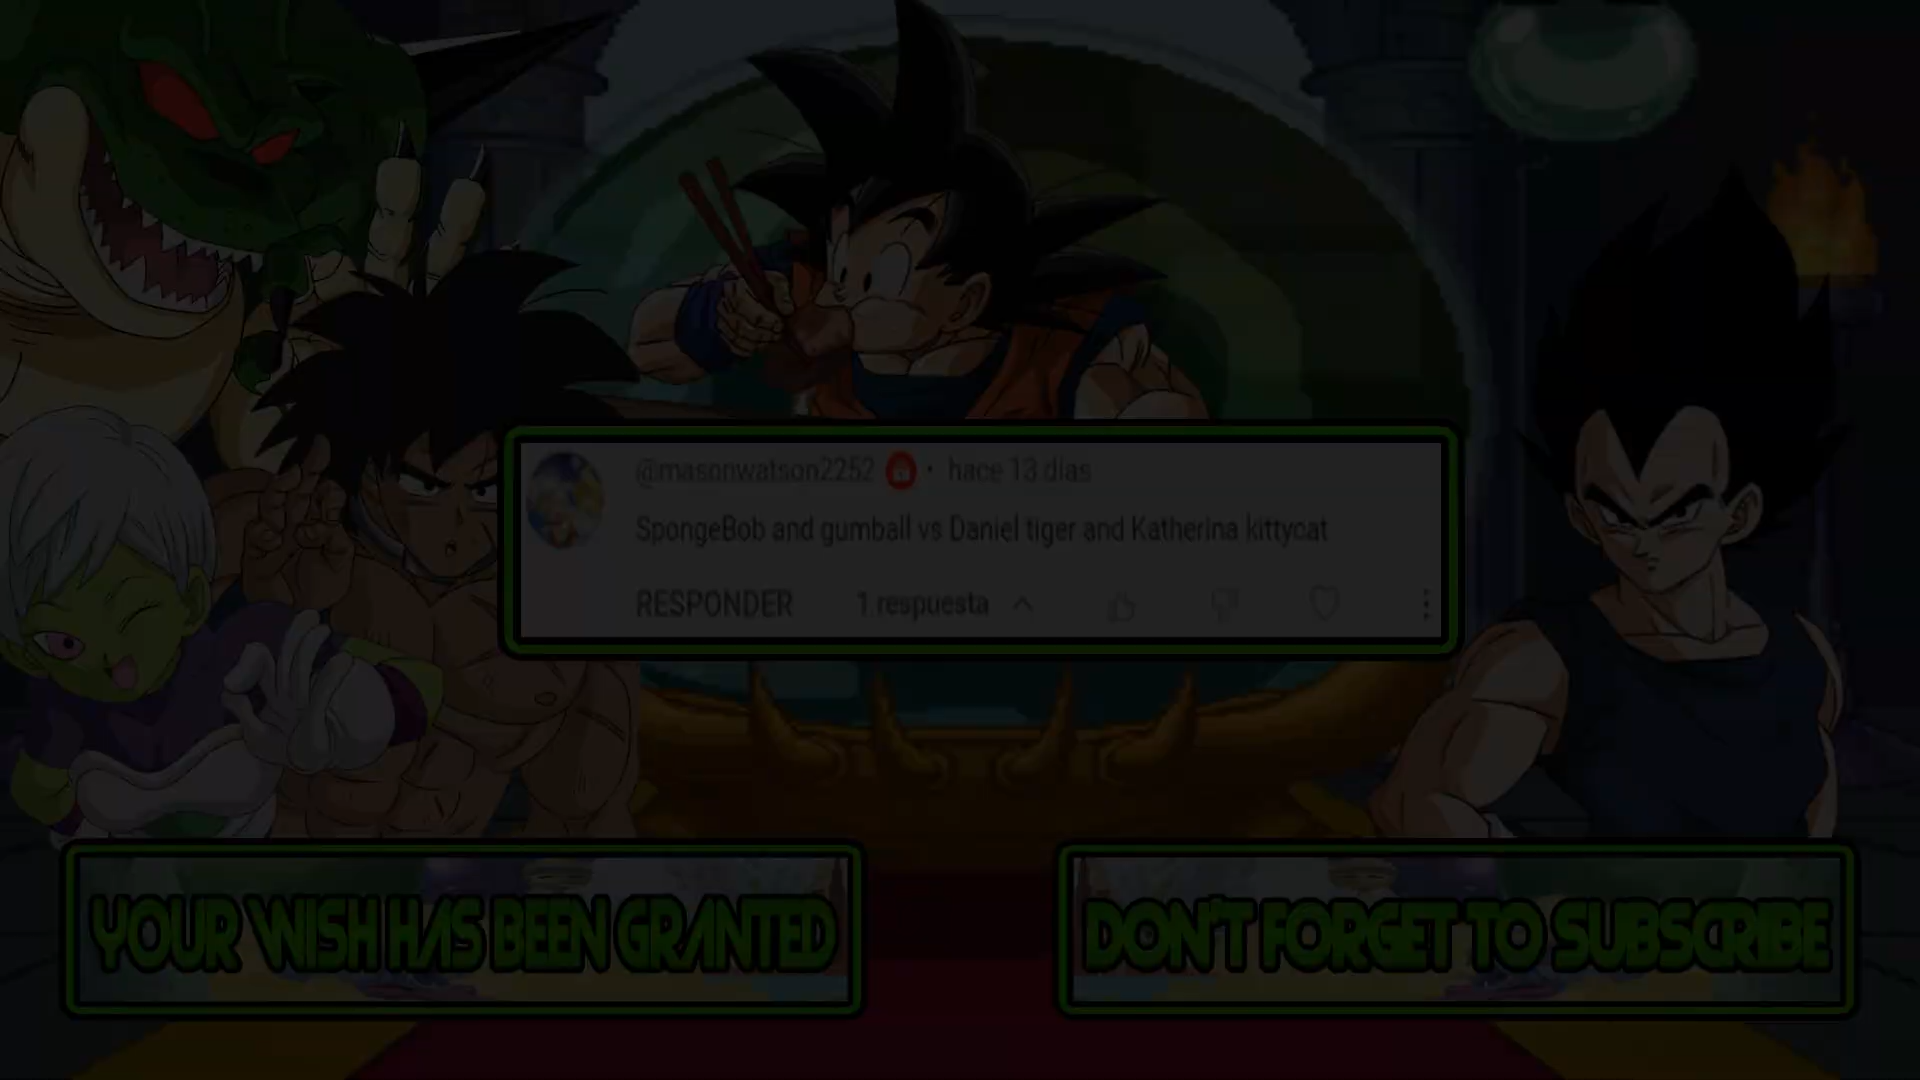 @masonwatson2252 · hace 13 días
SpongeBob and gumball vs Daniel tiger and Katherina kittycat
RESPONDER 1 respuesta
YOUR WISH HAS BEEN GRANTED
DON'T FORGET TO SUBSCRIBE